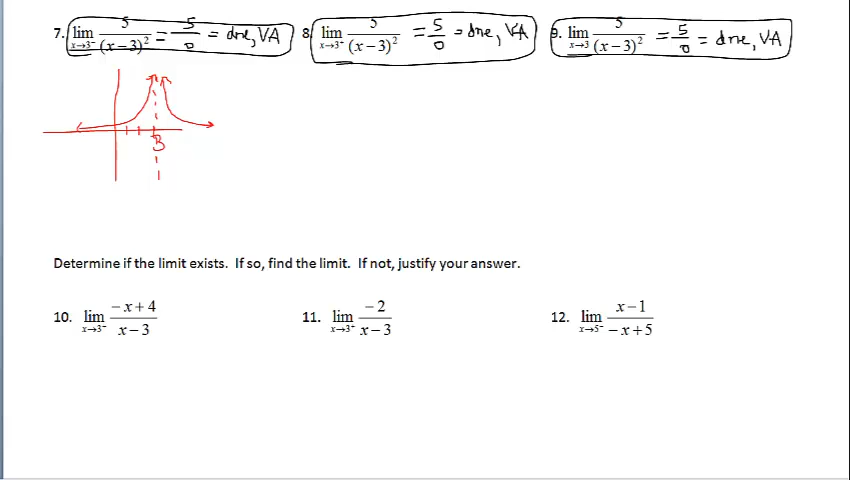 7. lim x→3⁻ 5/(x−3)² = 5/0 = dne, VA 8. lim x→3⁻ 5/(x−3)² = 5/0 = dne, VA 9. lim x→3 5/(x−3)² = 5/0 = dne, VA
3
Determine if the limit exists. If so, find the limit. If not, justify your answer.
10. lim x→3⁻ −x+4/x−3 11. lim x→3⁺ −2/x−3 12. lim x→5⁻ x−1/−x+5